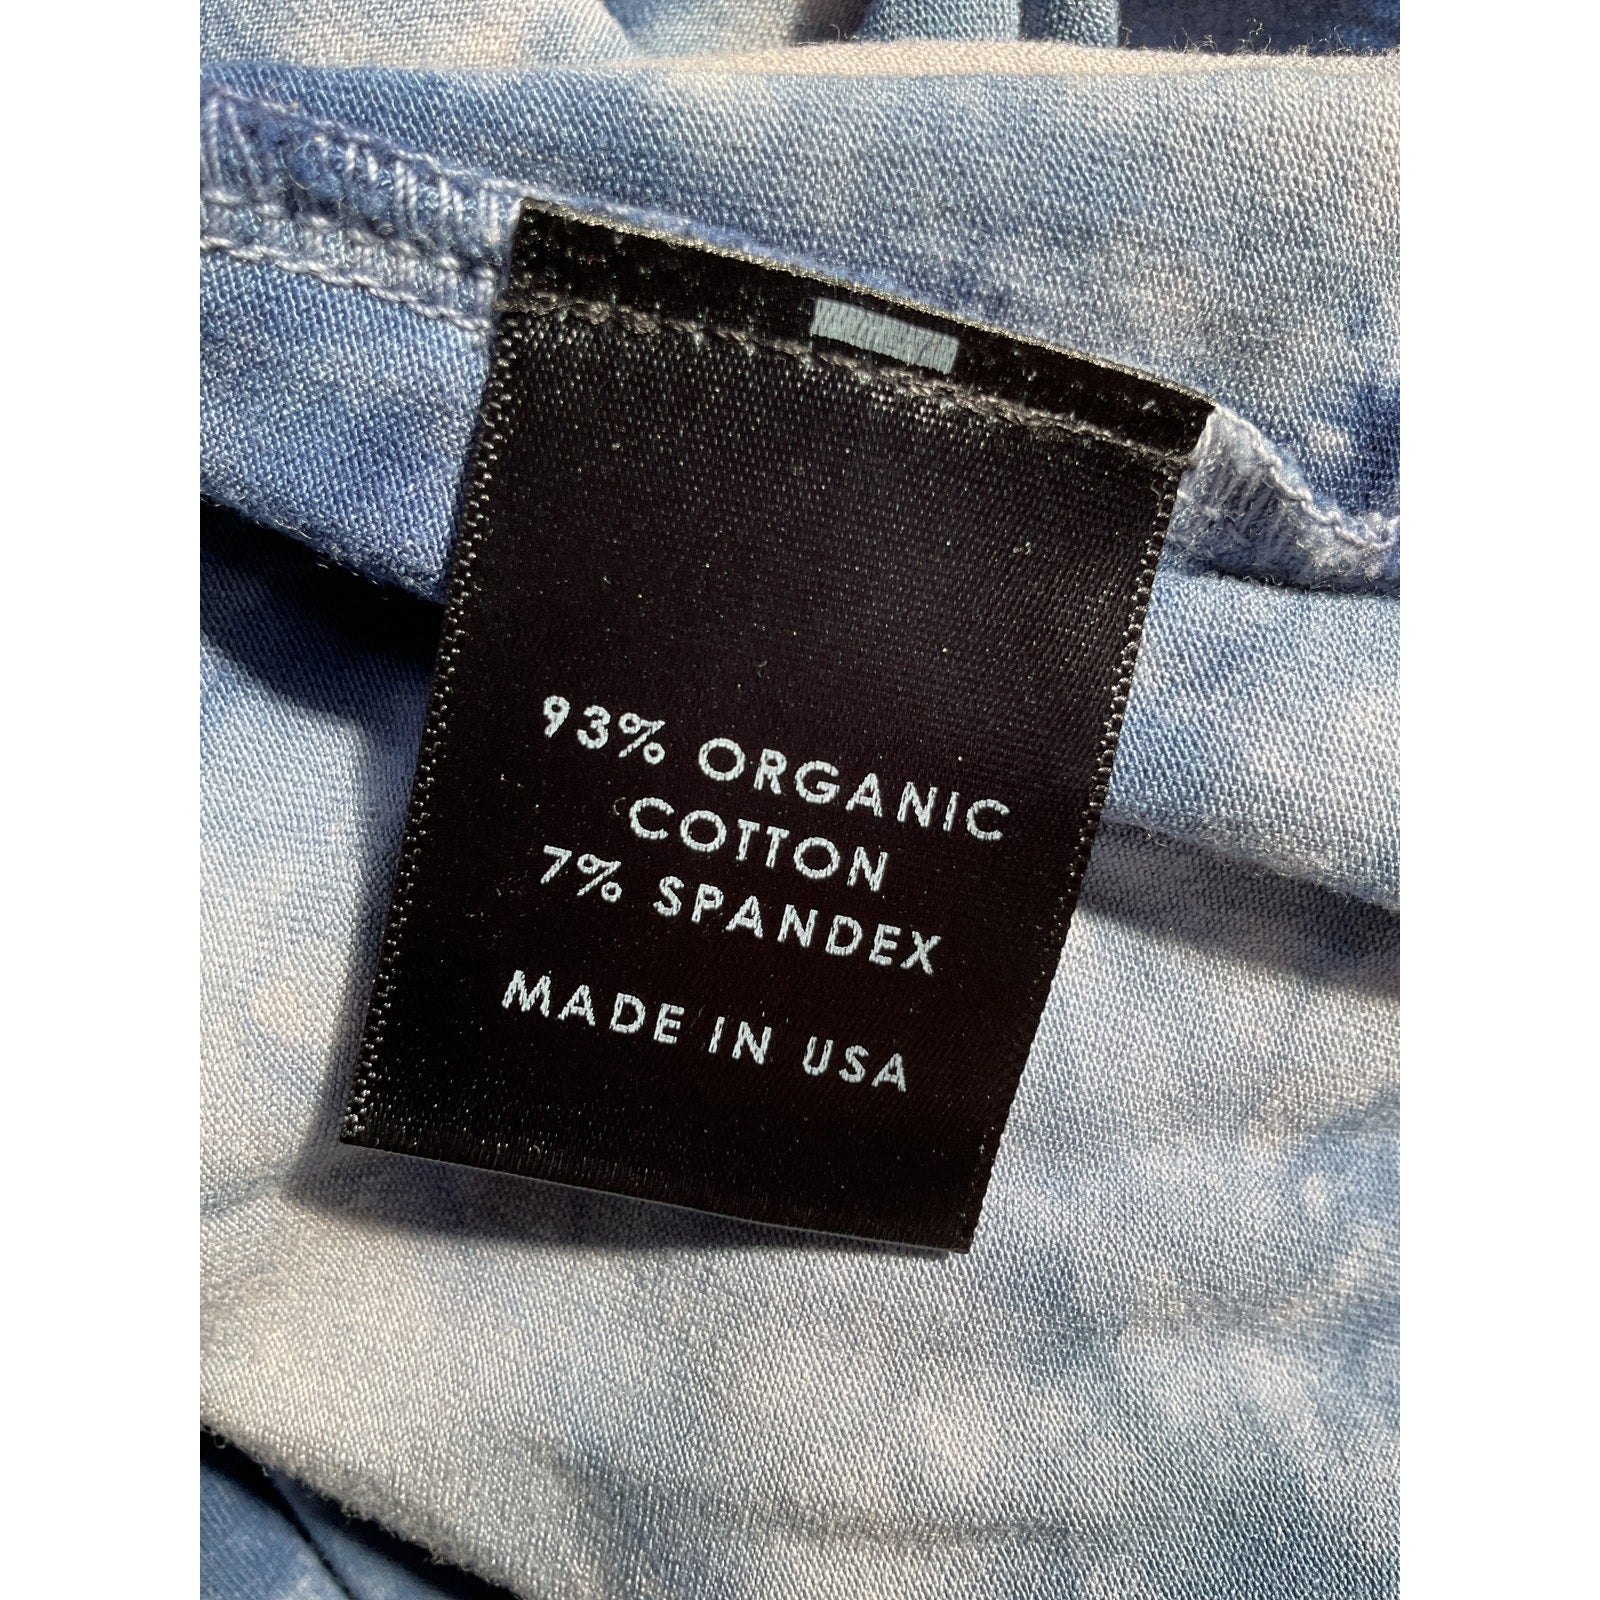 93% ORGANIC
COTTON
7% SPANDEX
MADE IN USA